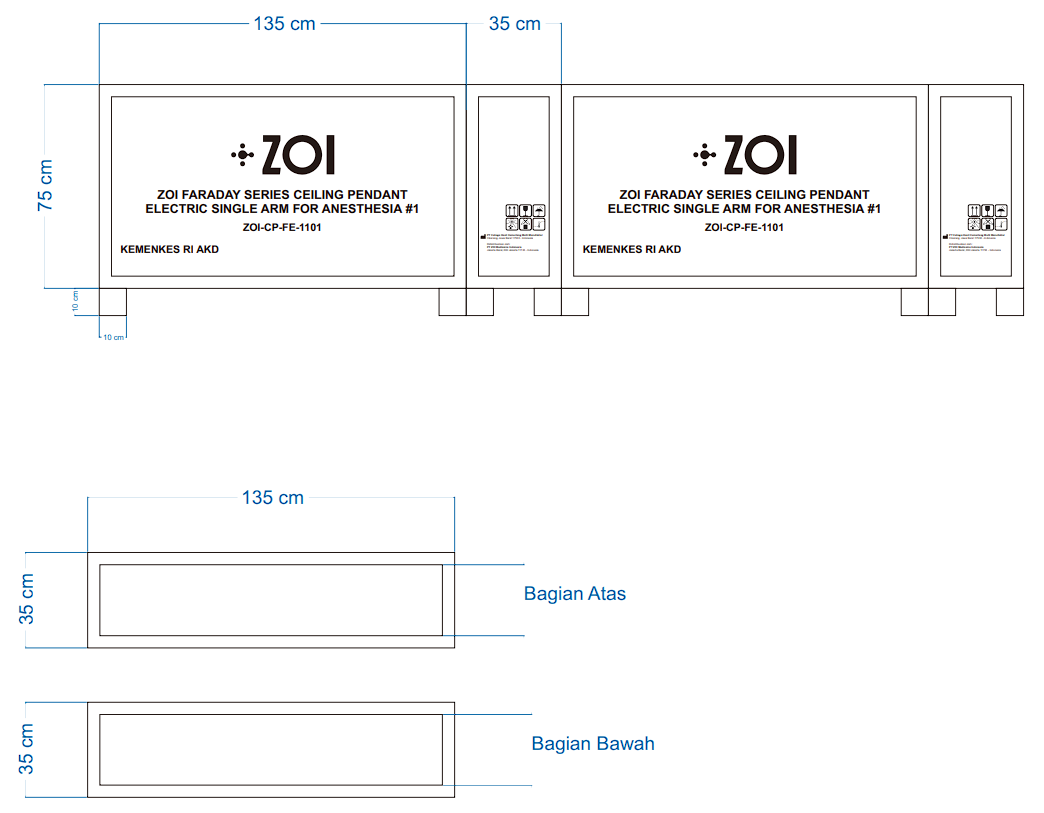 135 cm
35 cm
75 cm
ZOI
ZOI FARADAY SERIES CEILING PENDANT
ELECTRIC SINGLE ARM FOR ANESTHESIA #1
ZOI-CP-FE-1101
KEMENKES RI AKD
ZOI
ZOI FARADAY SERIES CEILING PENDANT
ELECTRIC SINGLE ARM FOR ANESTHESIA #1
ZOI-CP-FE-1101
KEMENKES RI AKD
10 cm
10 cm
135 cm
35 cm
Bagian Atas
35 cm
Bagian Bawah